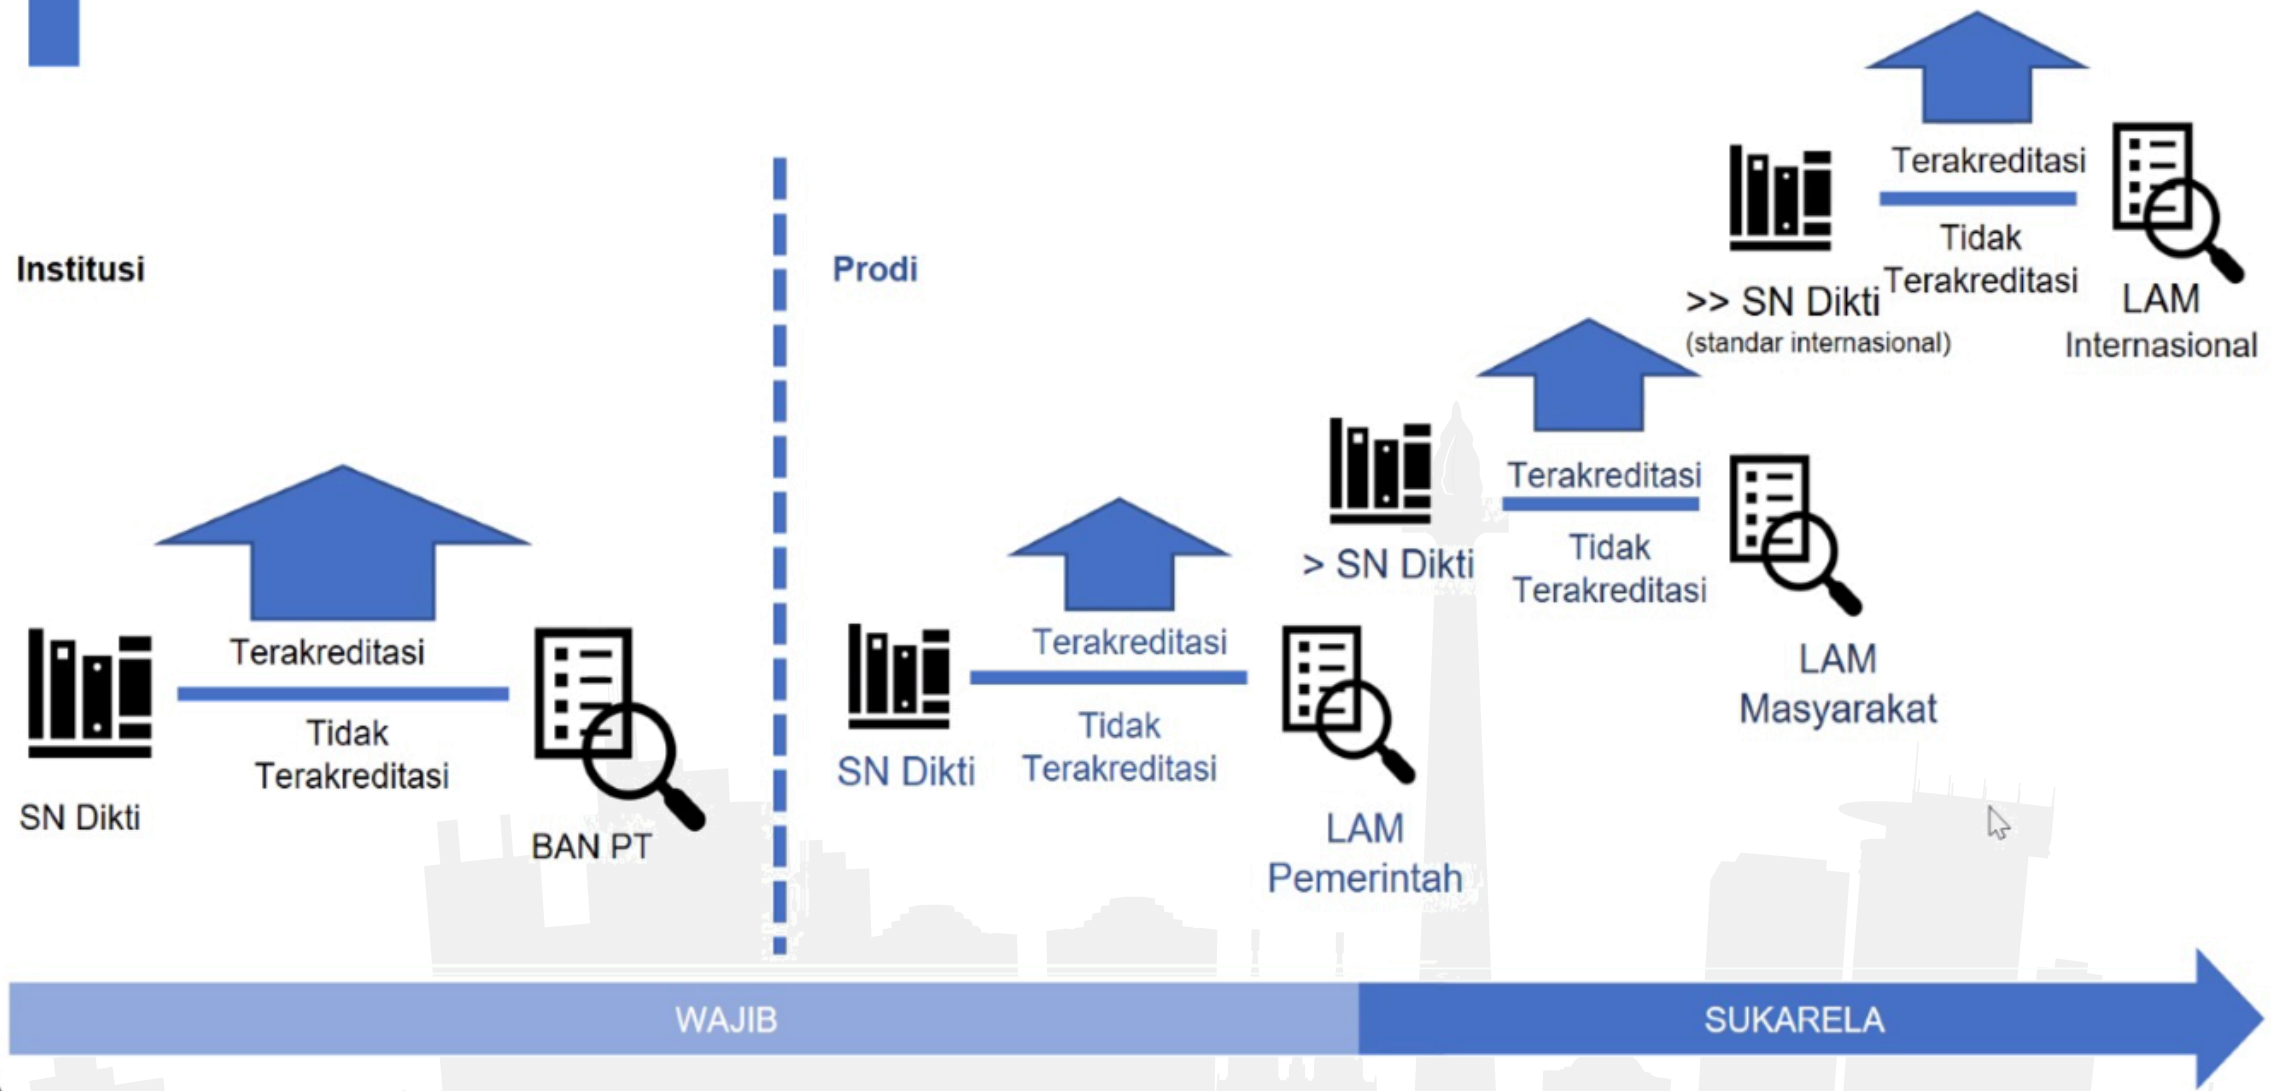 Institusi
Terakreditasi
Tidak
Terakreditasi
SN Dikti
BAN PT
Prodi
SN Dikti
Terakreditasi
Tidak
Terakreditasi
LAM
Pemerintah
> SN Dikti
Terakreditasi
Tidak
Terakreditasi
LAM
Masyarakat
>> SN Dikti
(standar internasional)
Terakreditasi
Tidak
Terakreditasi
LAM
Internasional
WAJIB
SUKARELA